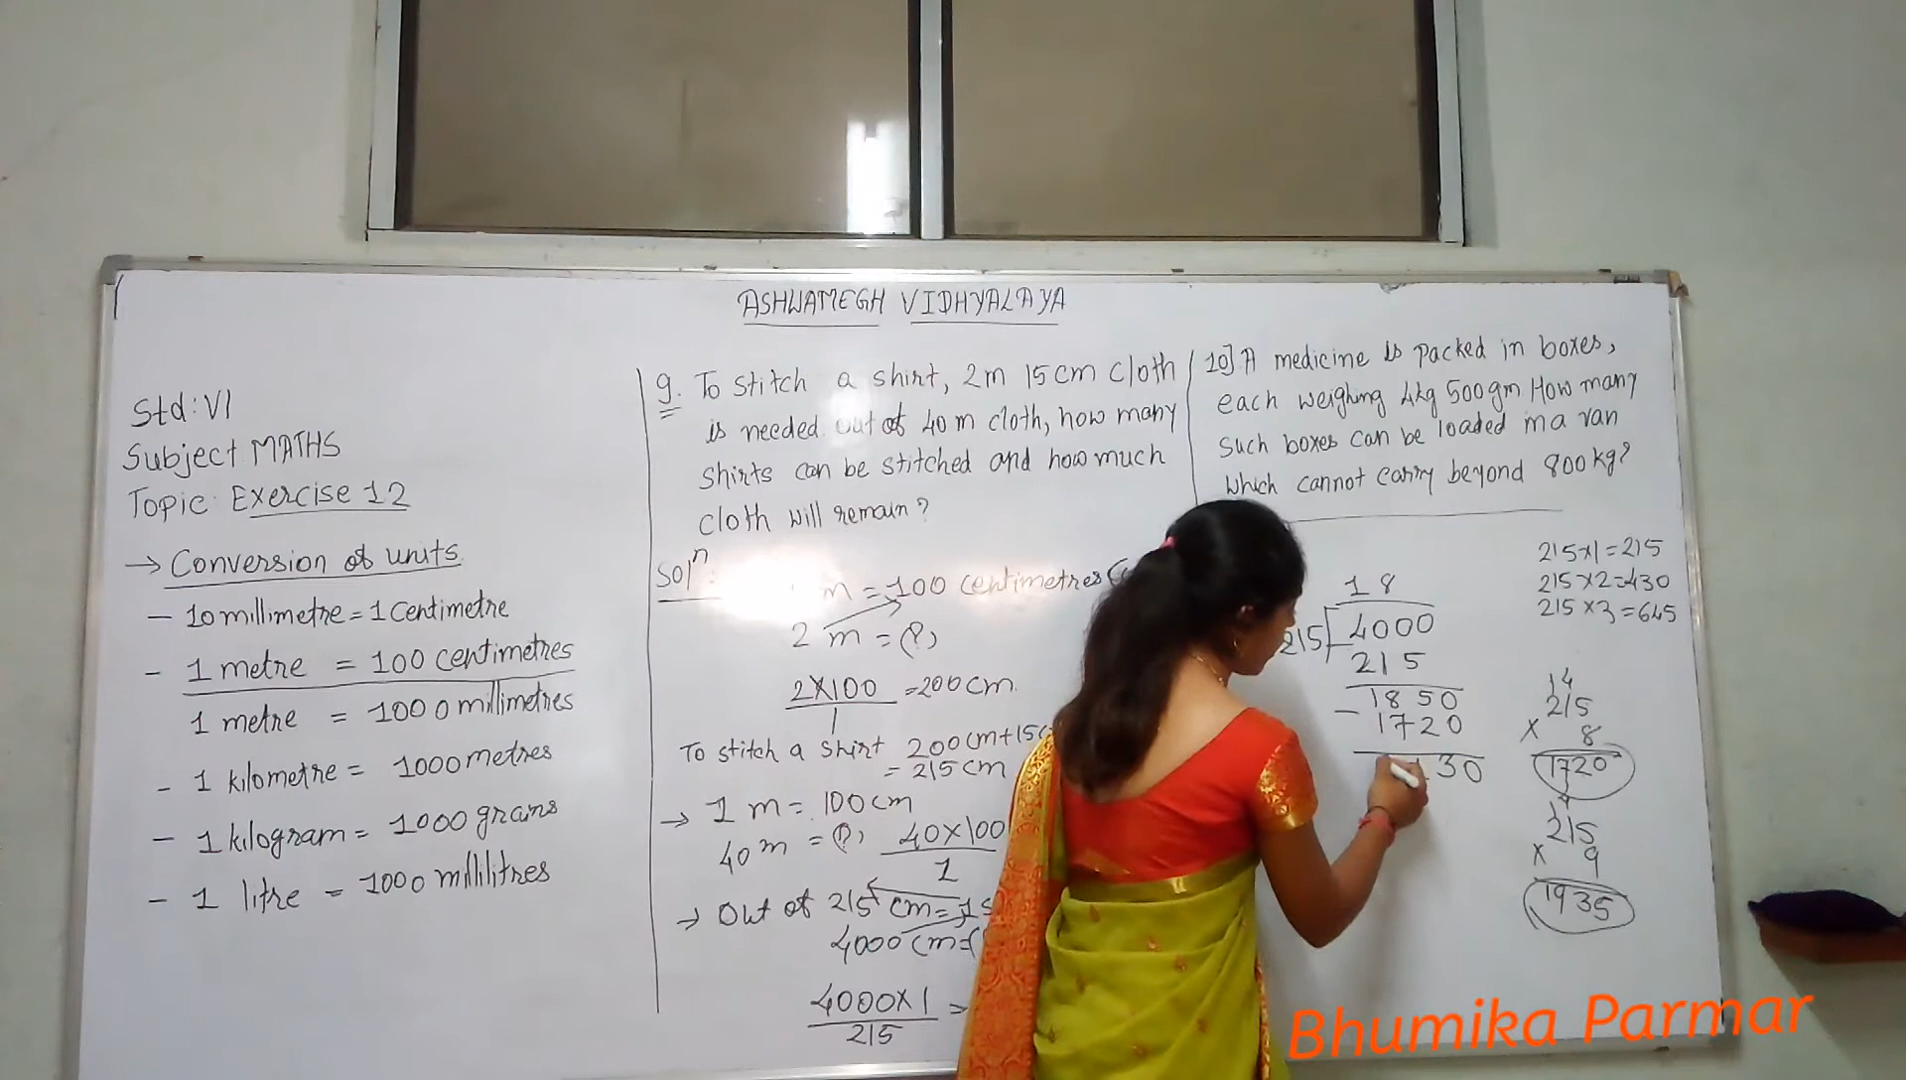 ASHWAMEGH VIDHYALAYA
Std: VI
Subject MATHS
Topic: Exercise 12
→ Conversion of units
- 10 millimetre = 1 centimetre
- 1 metre = 100 centimetres
1 metre = 1000 millimetres
- 1 kilometre = 1000 metres
- 1 kilogram = 1000 grams
- 1 litre = 1000 millilitres
9. To stitch a shirt, 2m 15cm cloth
is needed out of 40 m cloth, how many
shirts can be stitched and how much
cloth will remain?
Solⁿ:
m = 100 centimetres
2 m = (?)
2×100 = 200 cm.
1
To stitch a shirt = 200cm + 15
= 215 cm
→ 1 m = 100 cm
40 m = (?) 40×100
1
→ Out of 215 cm = 1
4000 cm = (
4000×1 =
215
10] A medicine is packed in boxes,
each weighing 4kg 500gm How many
such boxes can be loaded in a van
which cannot carry beyond 800 kg?
18
215 4000
- 215
1850
- 1720
130
215×1=215
215×2=430
215×3=645
14
215
× 8
1720
4
215
× 9
1935
Bhumika Parmar